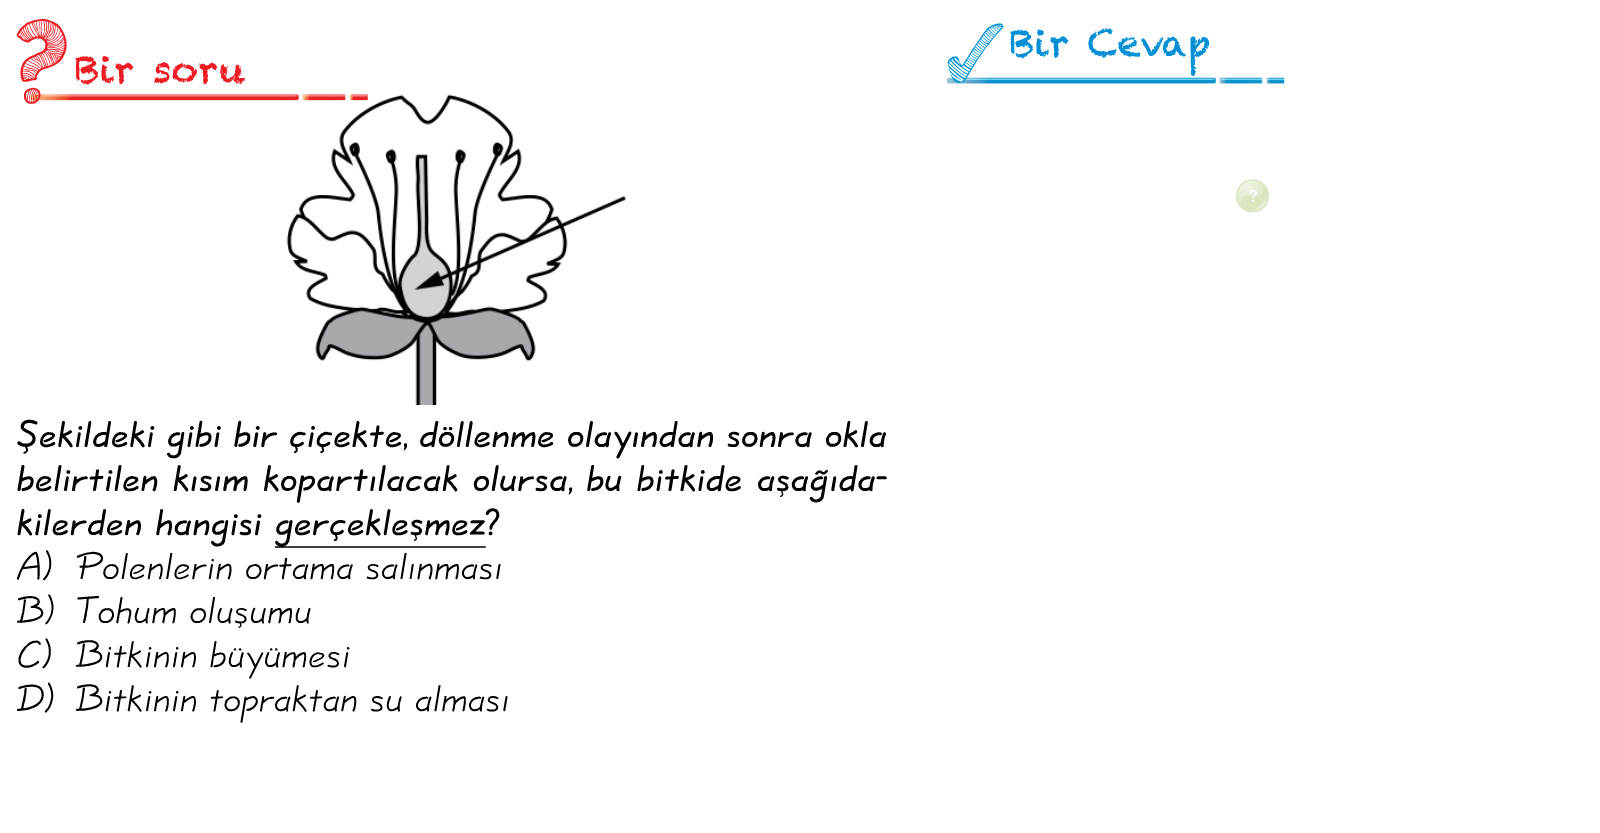 Bir soru
Bir Cevap
?
Şekildeki gibi bir çiçekte, döllenme olayından sonra okla
belirtilen kısım kopartılacak olursa, bu bitkide aşağıda-
kilerden hangisi gerçekleşmez?
A) Polenlerin ortama salınması
B) Tohum oluşumu
C) Bitkinin büyümesi
D) Bitkinin topraktan su alması